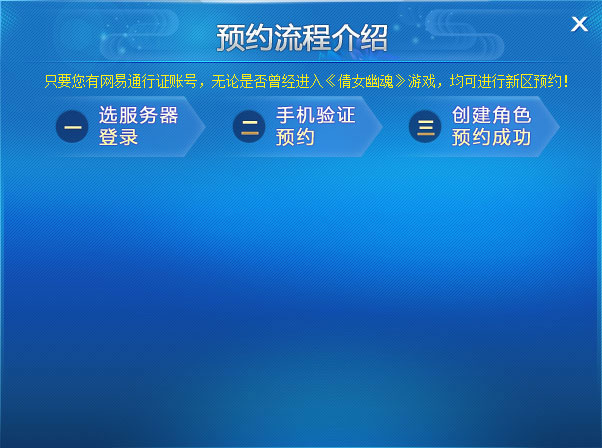 预约流程介绍
只要您有网易通行证账号，无论是否曾经进入《倩女幽魂》游戏，均可进行新区预约！
一 选服务器
登录
二 手机验证
预约
三 创建角色
预约成功